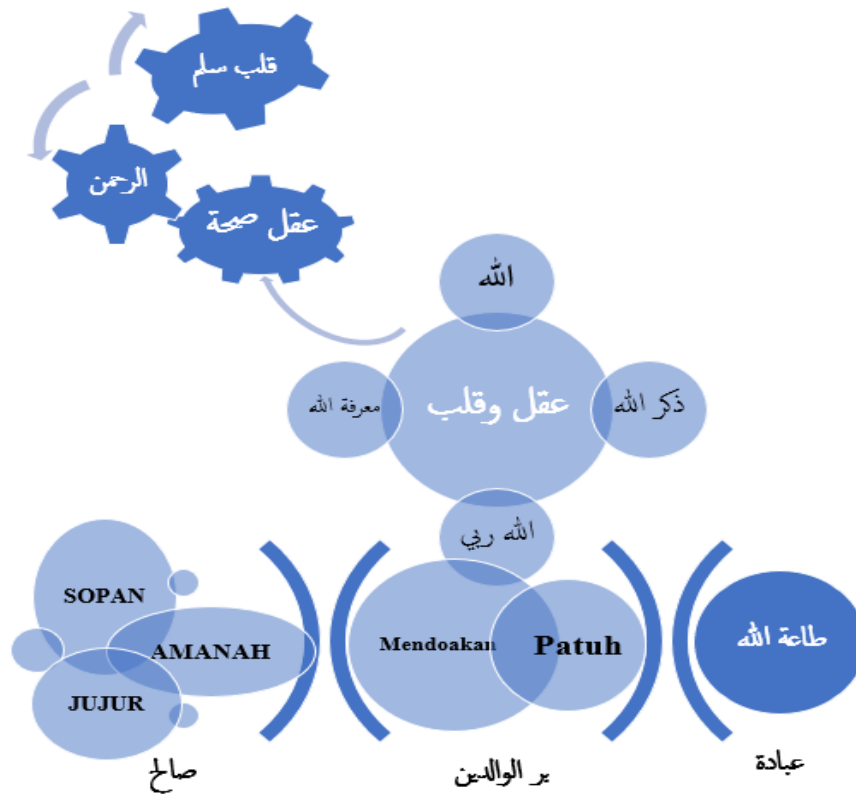 قلب سلم
الرحمن
عقل صحة
الله
معرفة الله
عقل وقلب
ذكر الله
الله ربي
SOPAN
AMANAH
JUJUR
Mendoakan
Patuh
طاعة الله
صالح
بر الوالدين
عبادة